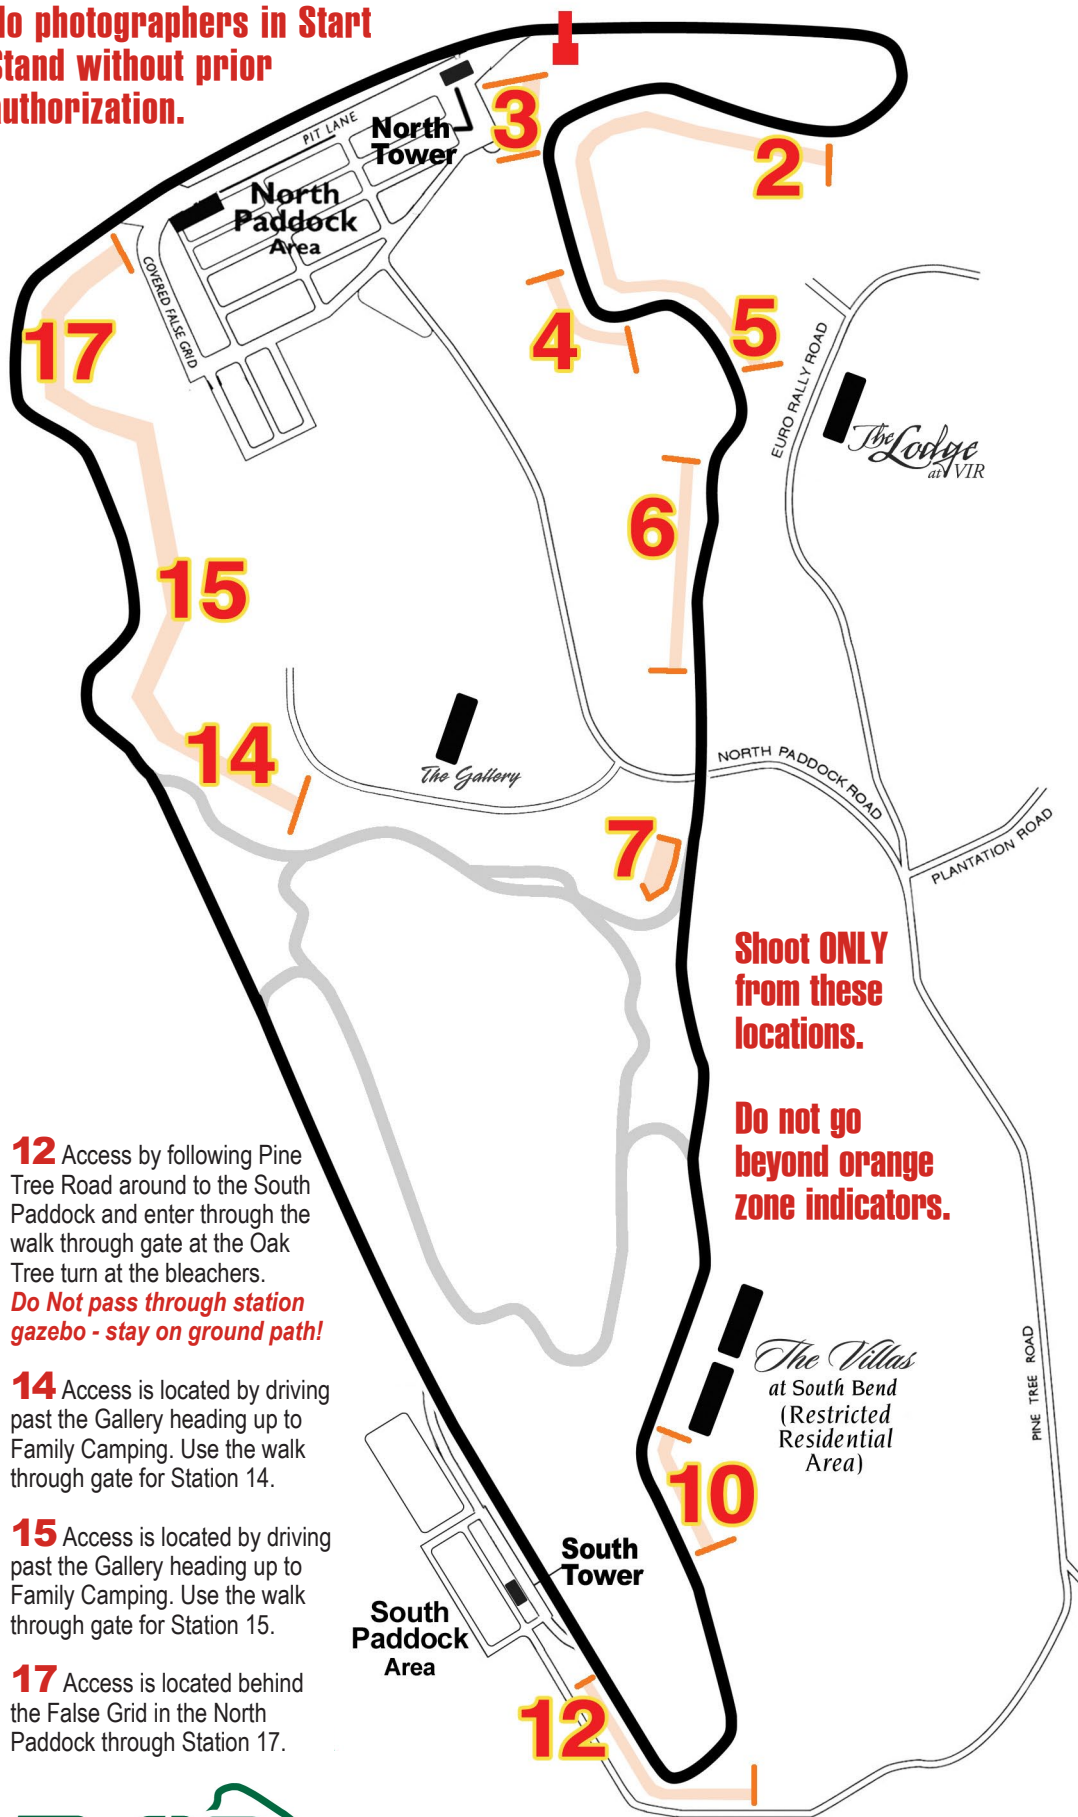 No photographers in Start
Stand without prior
authorization.
PIT LANE
North
Tower
3
2
North
Paddock
Area
COVERED FALSE GRID
17
4
5
EURO RALLY ROAD
The Lodge
at VIR
6
15
14
The Gallery
NORTH PADDOCK ROAD
7
PLANTATION ROAD
Shoot ONLY
from these
locations.
Do not go
beyond orange
zone indicators.
12 Access by following Pine
Tree Road around to the South
Paddock and enter through the
walk through gate at the Oak
Tree turn at the bleachers.
Do Not pass through station
gazebo - stay on ground path!
14 Access is located by driving
past the Gallery heading up to
Family Camping. Use the walk
through gate for Station 14.
15 Access is located by driving
past the Gallery heading up to
Family Camping. Use the walk
through gate for Station 15.
17 Access is located behind
the False Grid in the North
Paddock through Station 17.
The Villas
at South Bend
(Restricted
Residential
Area)
PINE TREE ROAD
10
South
Tower
South
Paddock
Area
12